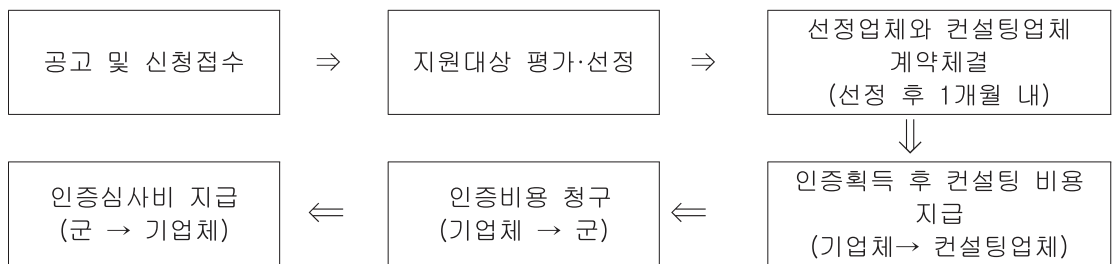 공고 및 신청접수
⇒
지원대상 평가·선정
⇒
선정업체와 컨설팅업체
계약체결
(선정 후 1개월 내)
⇓
인증획득 후 컨설팅 비용
지급
(기업체→ 컨설팅업체)
⇐
인증비용 청구
(기업체 → 군)
⇐
인증심사비 지급
(군 → 기업체)